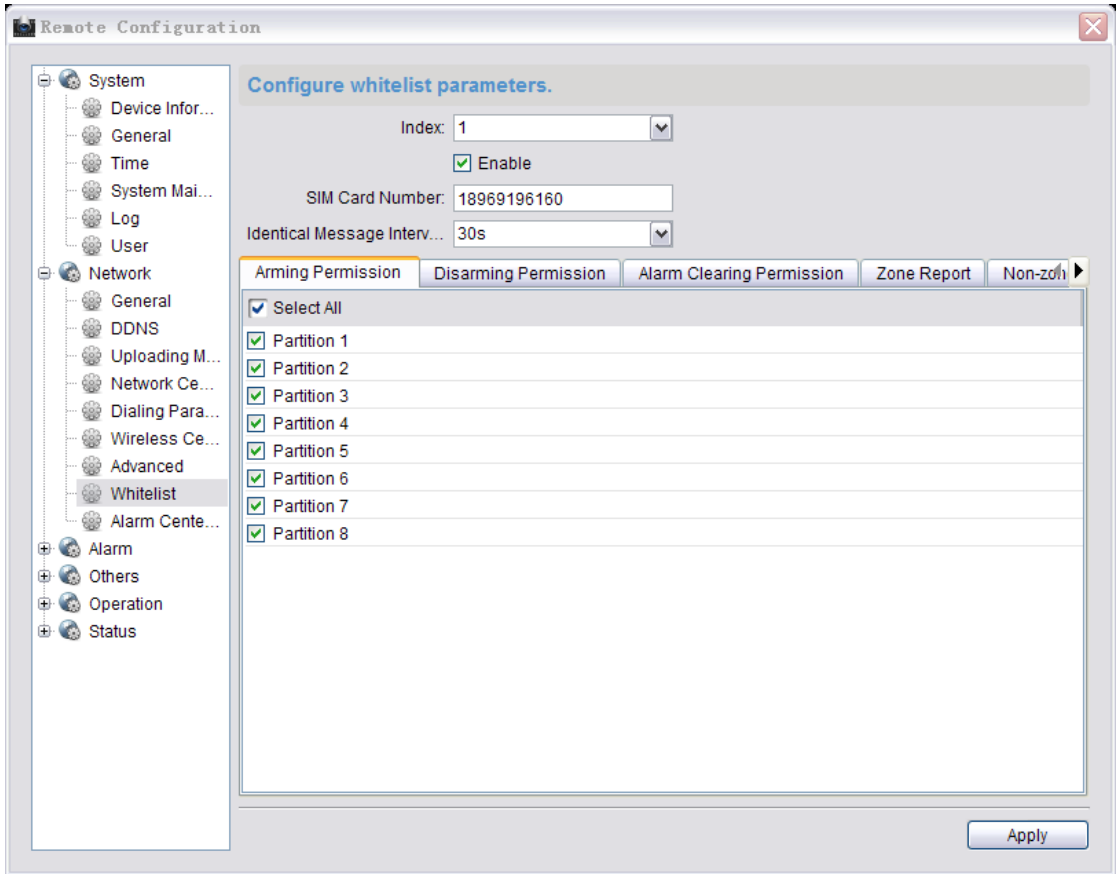 Remote Configuration
System
Device Infor...
General
Time
System Mai...
Log
User
Network
General
DDNS
Uploading M...
Network Ce...
Dialing Para...
Wireless Ce...
Advanced
Whitelist
Alarm Cente...
Alarm
Others
Operation
Status
Configure whitelist parameters.
Index: 1
Enable
SIM Card Number: 18969196160
Identical Message Interv... 30s
Arming Permission Disarming Permission Alarm Clearing Permission Zone Report Non-zon
Select All
Partition 1
Partition 2
Partition 3
Partition 4
Partition 5
Partition 6
Partition 7
Partition 8
Apply